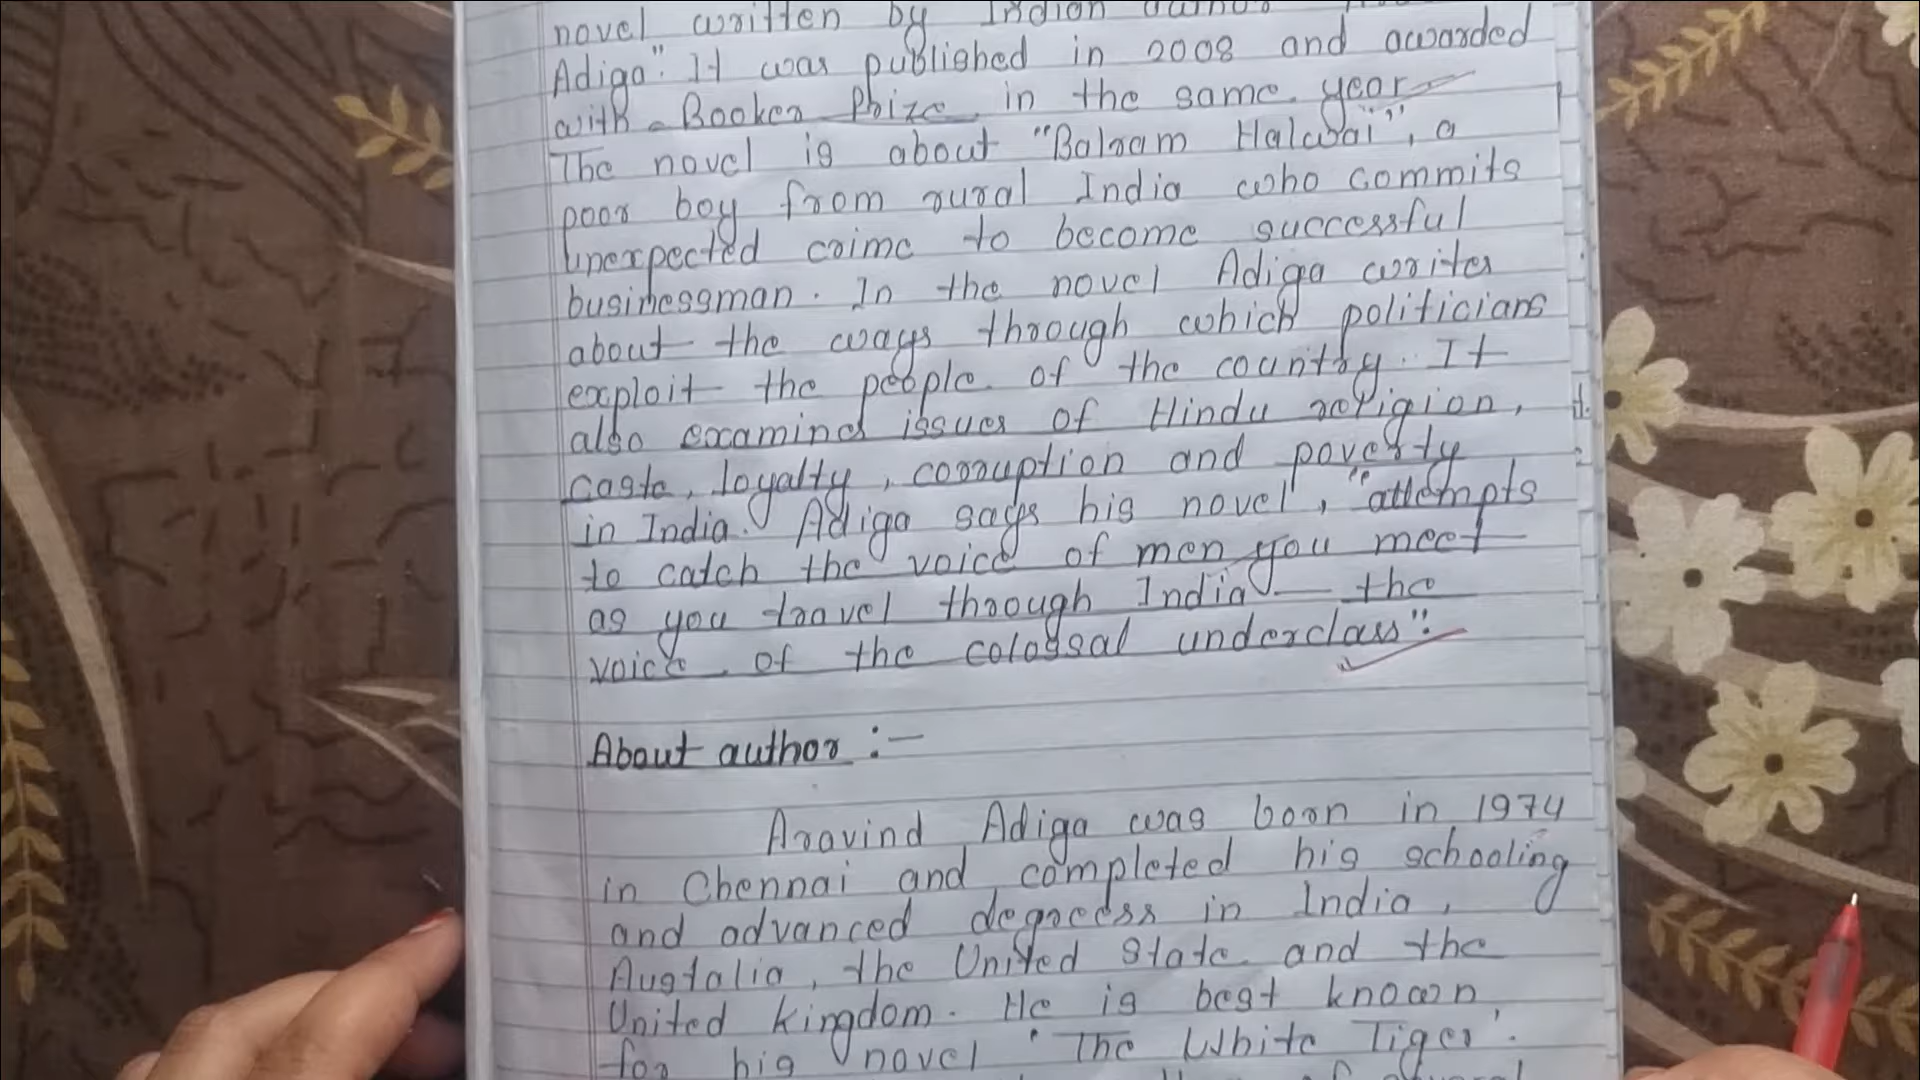 novel written by Indian
Adiga". It was published in 2008 and awarded
with Booker Prize in the same year
The novel is about "Balram Halwai", a
poor boy from rural India who commits
unexpected crime to become successful
businessman. In the novel Adiga writes
about the ways through which politicians
exploit the people of the country. It
also examines issues of Hindu religion,
caste, loyalty, corruption and poverty
in India. Adiga says his novel, "attempts
to catch the voice of men you meet
as you travel through India — the
voice of the colossal underclass".
About author :-
Aravind Adiga was born in 1974
in Chennai and completed his schooling
and advanced degreess in India,
Austalia, the United State and the
United kingdom. He is best known
for his novel 'The White Tiger'.